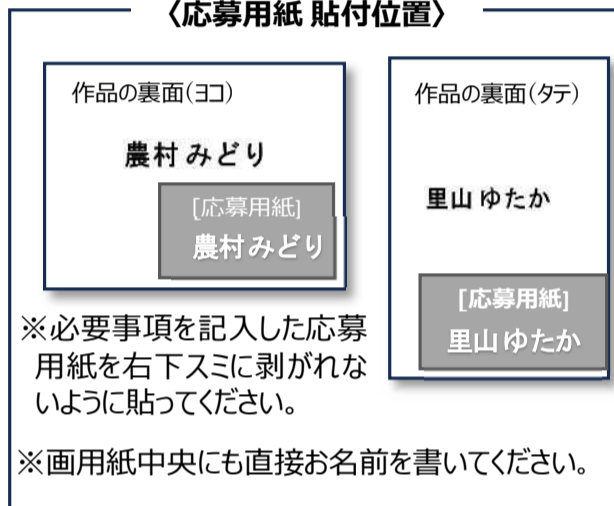 〈応募用紙 貼付位置〉
作品の裏面(ヨコ)
農村 みどり
[応募用紙]
農村 みどり
作品の裏面(タテ)
里山 ゆたか
[応募用紙]
里山 ゆたか
※必要事項を記入した応募
用紙を右下スミに剥がれな
いように貼ってください。
※画用紙中央にも直接お名前を書いてください。